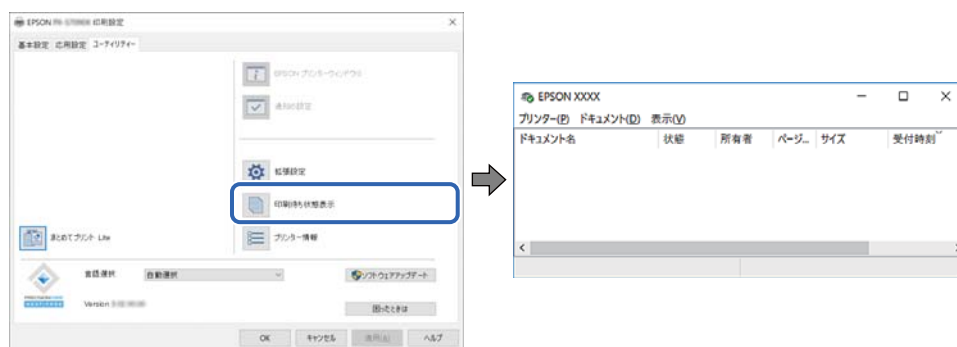 EPSON 印刷設定
基本設定 応用設定 ユーティリティー
EPSON プリンターウィンドウ!3
通知の設定
拡張設定
印刷待ち状態表示
まとめてプリント Lite
プリンター情報
言語選択 自動選択
ソフトウェアアップデート
Version
困ったときは
OK キャンセル 適用(A) ヘルプ
EPSON XXXX
プリンター(P) ドキュメント(D) 表示(V)
ドキュメント名 状態 所有者 ページ... サイズ 受付時刻